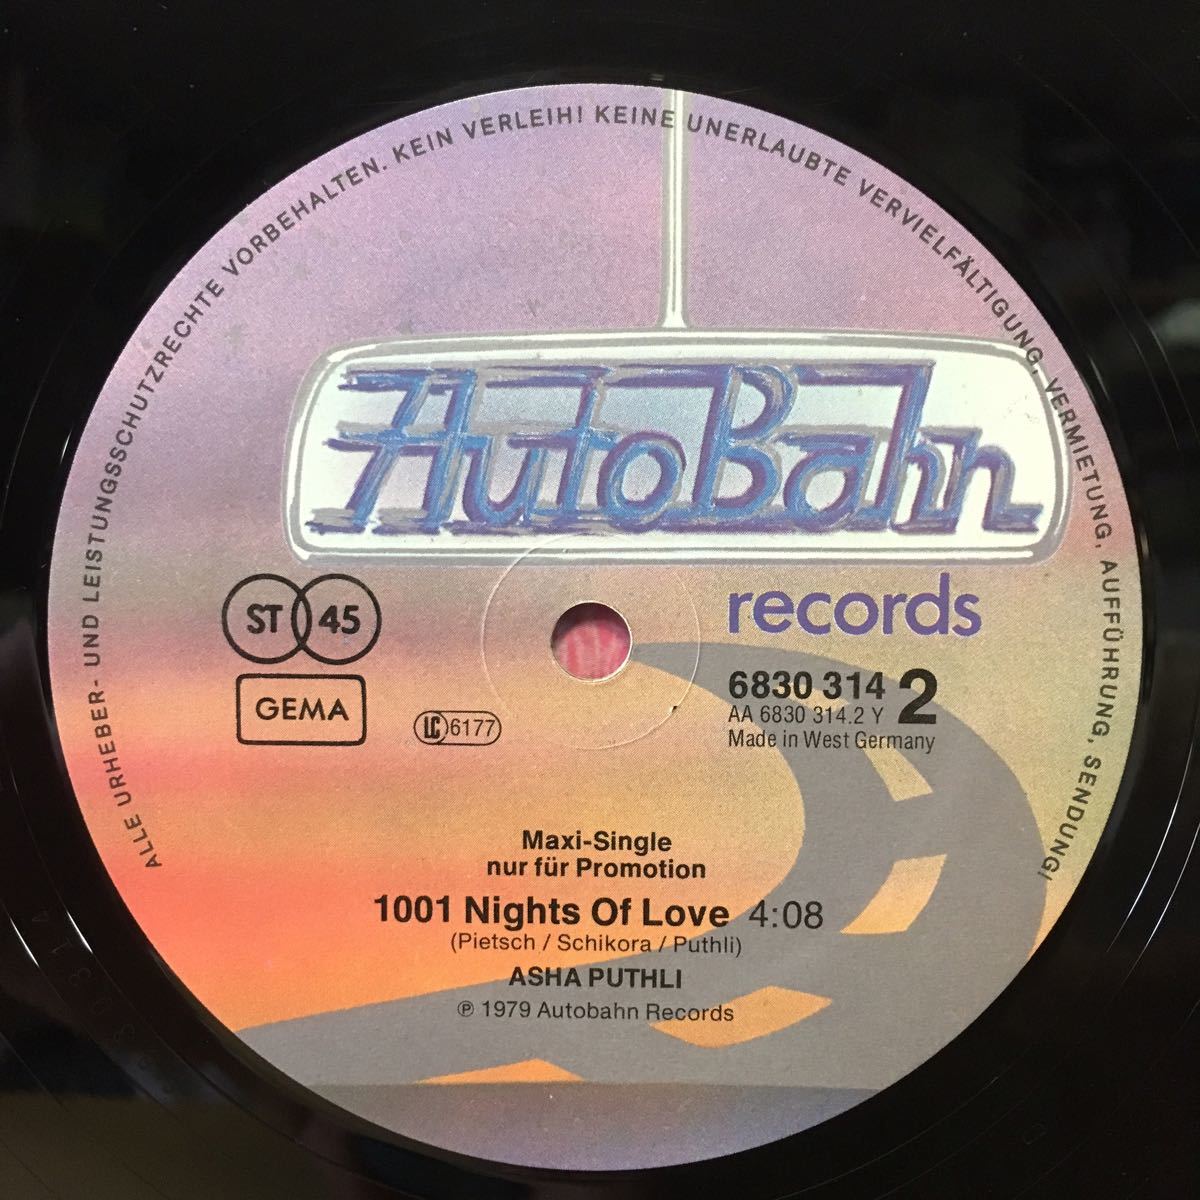 ALLE URHEBER- UND LEISTUNGSSCHUTZRECHTE VORBEHALTEN. KEIN VERLEIH! KEINE UNERLAUBTE VERVIELFÄLTIGUNG, VERMIETUNG, AUFFÜHRUNG, SENDUNG!
AutoBahn
records
ST 45
GEMA
LC 6177
6830 314 2
AA 6830 314.2 Y
Made in West Germany
Maxi-Single
nur für Promotion
1001 Nights Of Love 4:08
(Pietsch / Schikora / Puthli)
ASHA PUTHLI
℗ 1979 Autobahn Records